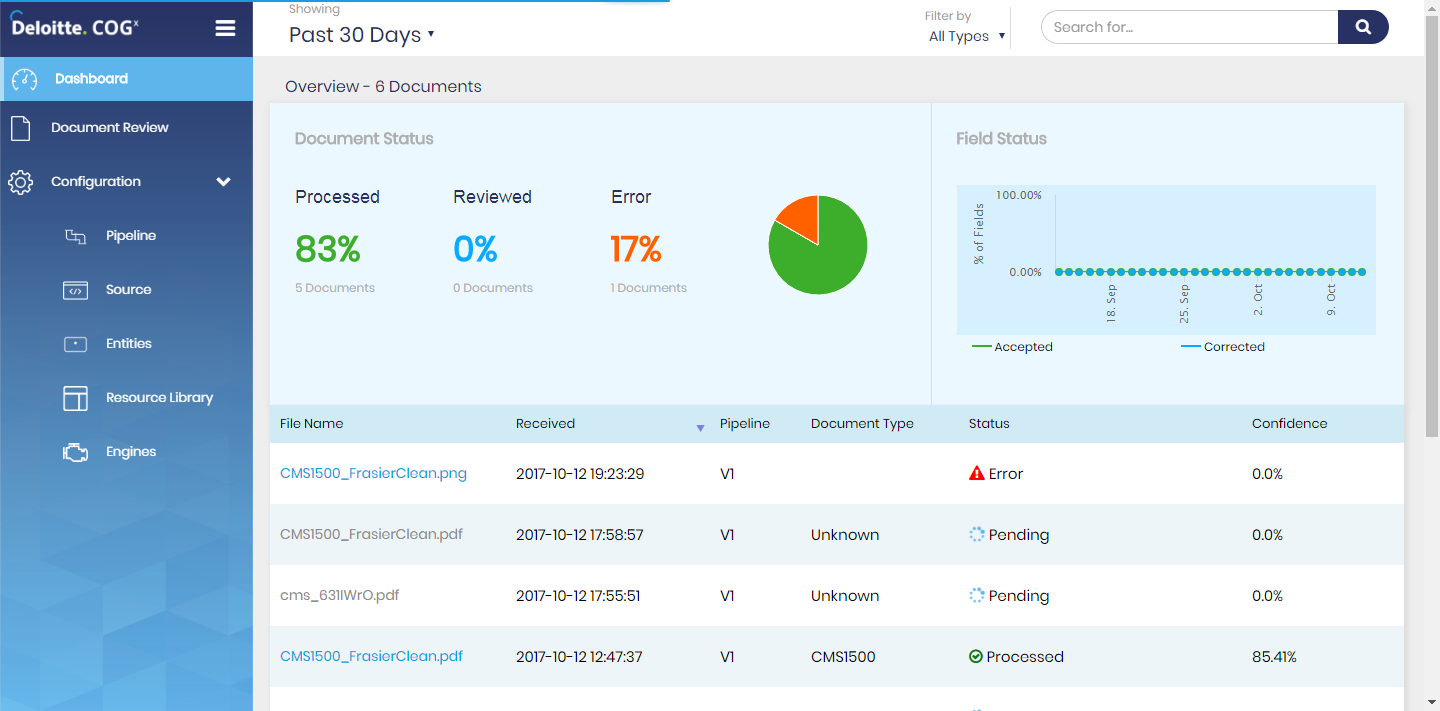 Deloitte. COGx
Dashboard
Document Review
Configuration
Pipeline
Source
Entities
Resource Library
Engines
Showing
Past 30 Days
Filter by
All Types
Search for...
Overview - 6 Documents
Document Status
Processed Reviewed Error
83% 0% 17%
5 Documents 0 Documents 1 Documents
Field Status
100.00%
% of Fields
0.00%
18. Sep 25. Sep 2. Oct 9. Oct
Accepted Corrected
File Name Received Pipeline Document Type Status Confidence
CMS1500_FrasierClean.png 2017-10-12 19:23:29 V1 Error 0.0%
CMS1500_FrasierClean.pdf 2017-10-12 17:58:57 V1 Unknown Pending 0.0%
cms_631IWrO.pdf 2017-10-12 17:55:51 V1 Unknown Pending 0.0%
CMS1500_FrasierClean.pdf 2017-10-12 12:47:37 V1 CMS1500 Processed 85.41%